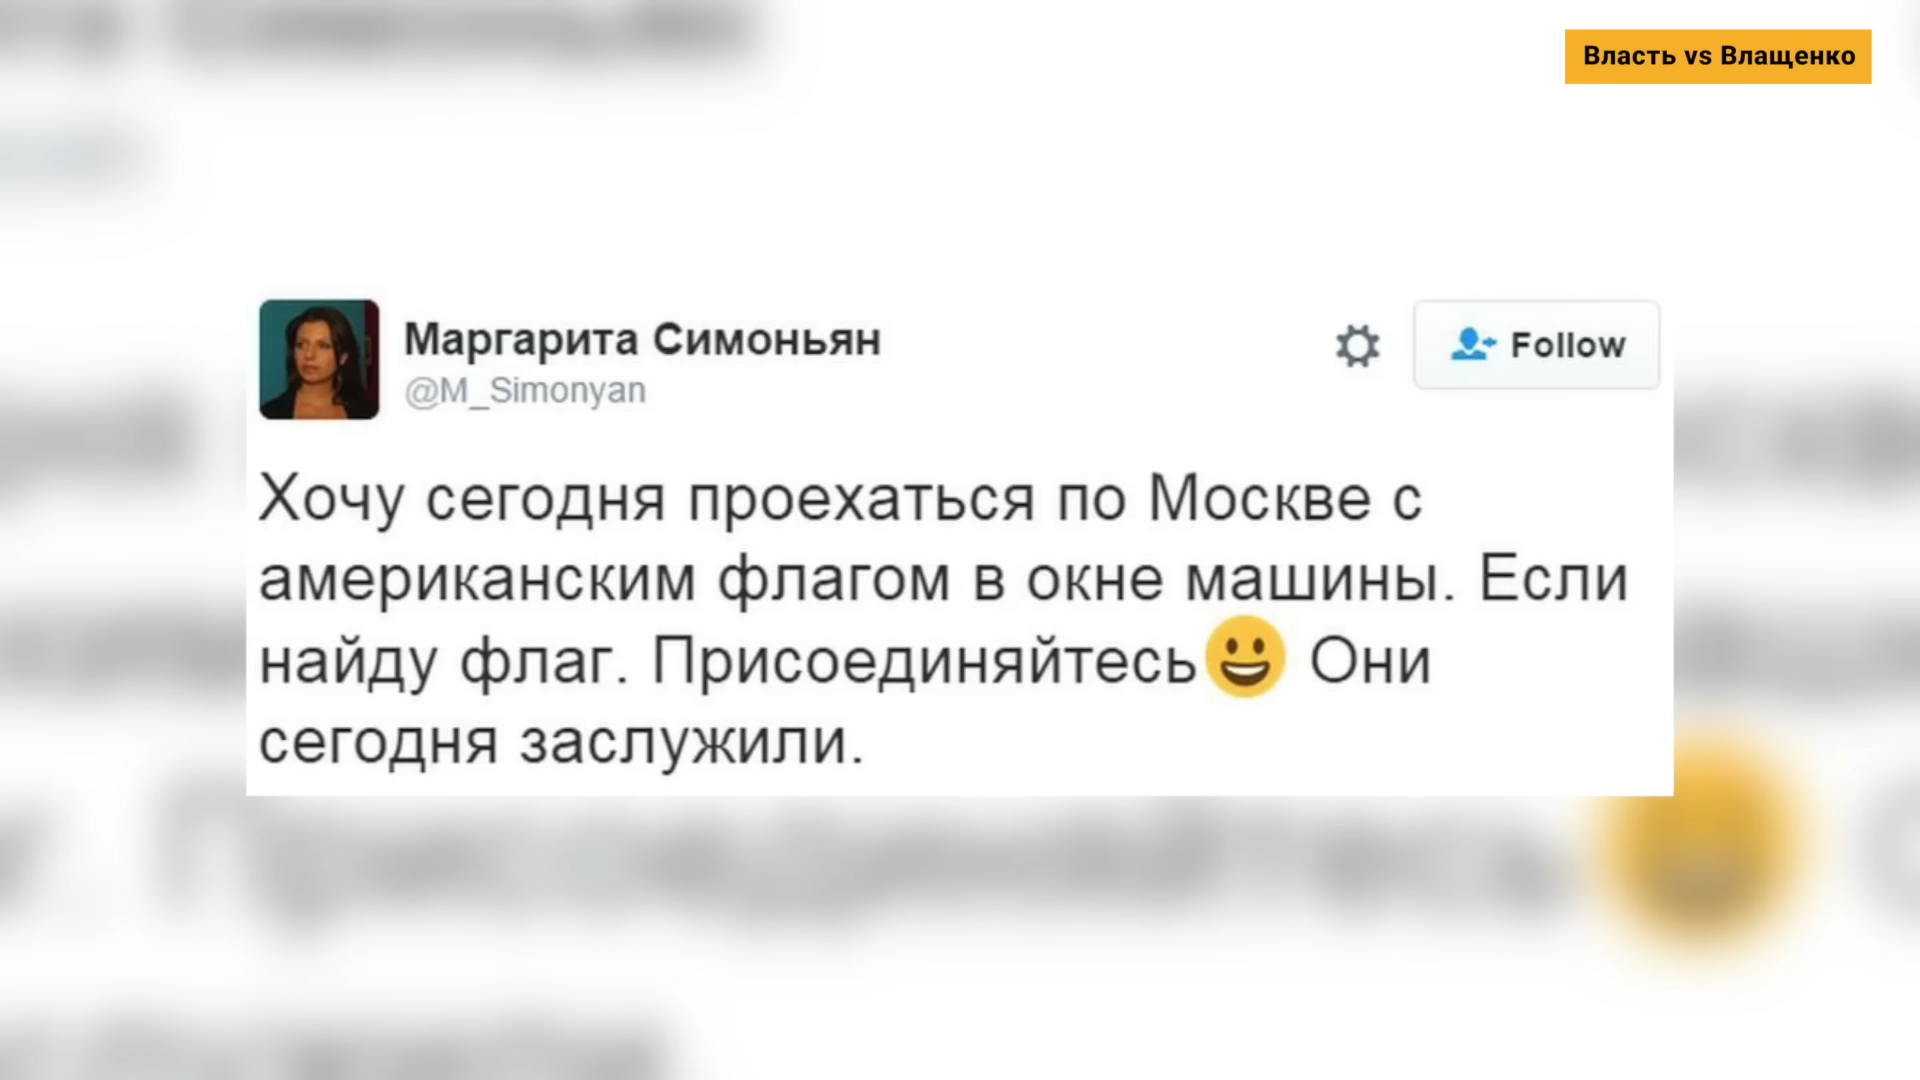 Власть vs Влащенко
Маргарита Симоньян
@M_Simonyan
Follow
Хочу сегодня проехаться по Москве с
американским флагом в окне машины. Если
найду флаг. Присоединяйтесь😀 Они
сегодня заслужили.